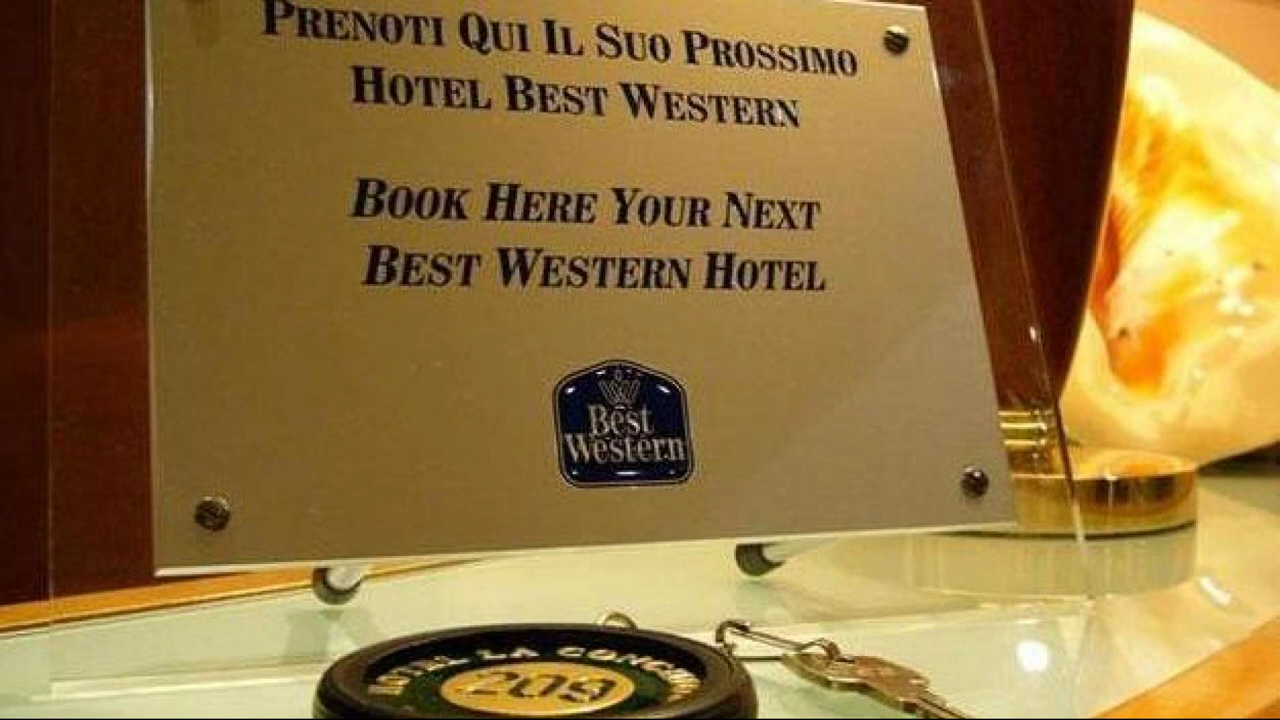 PRENOTI QUI IL SUO PROSSIMO
HOTEL BEST WESTERN
BOOK HERE YOUR NEXT
BEST WESTERN HOTEL
Best
Western
HOTEL LA
209